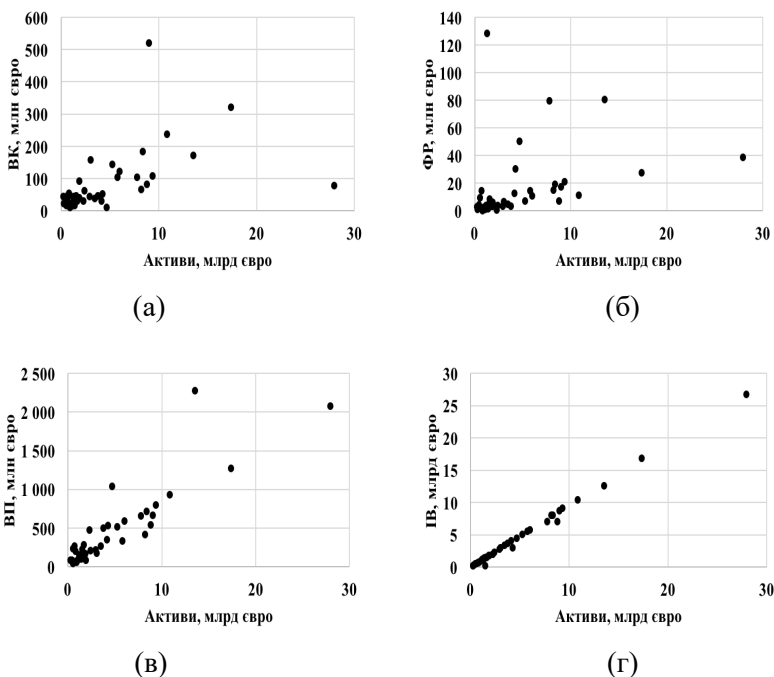 600
500
400
300
200
100
0
ВК, млн євро
0 10 20 30
Активи, млрд євро
(а)
140
120
100
80
60
40
20
0
ФР, млн євро
0 10 20 30
Активи, млрд євро
(б)
2 500
2 000
1 500
1 000
500
0
ВП, млн євро
0 10 20 30
Активи, млрд євро
(в)
30
25
20
15
10
5
0
ІВ, млрд євро
0 10 20 30
Активи, млрд євро
(г)